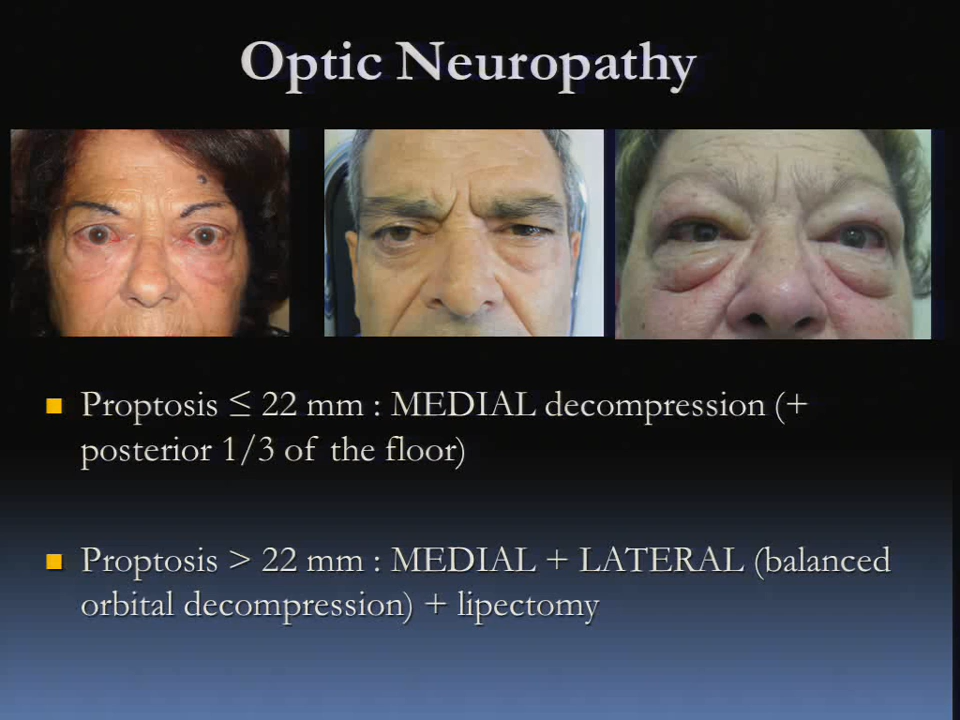 Optic Neuropathy
Proptosis ≤ 22 mm : MEDIAL decompression (+
posterior 1/3 of the floor)
Proptosis > 22 mm : MEDIAL + LATERAL (balanced
orbital decompression) + lipectomy